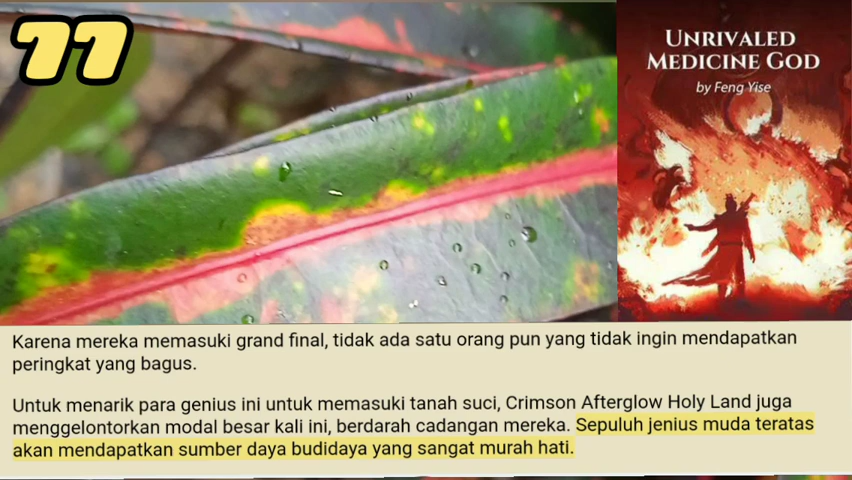 77
UNRIVALED
MEDICINE GOD
by Feng Yise
Karena mereka memasuki grand final, tidak ada satu orang pun yang tidak ingin mendapatkan
peringkat yang bagus.
Untuk menarik para genius ini untuk memasuki tanah suci, Crimson Afterglow Holy Land juga
menggelontorkan modal besar kali ini, berdarah cadangan mereka. Sepuluh jenius muda teratas
akan mendapatkan sumber daya budidaya yang sangat murah hati.